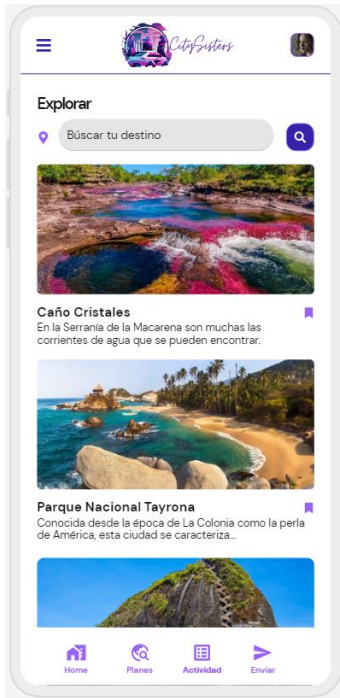 CitySisters
Explorar
Búscar tu destino
Caño Cristales
En la Serranía de la Macarena son muchas las
corrientes de agua que se pueden encontrar.
Parque Nacional Tayrona
Conocida desde la época de La Colonia como la perla
de América, esta ciudad se caracteriza...
Home Planes Actividad Enviar